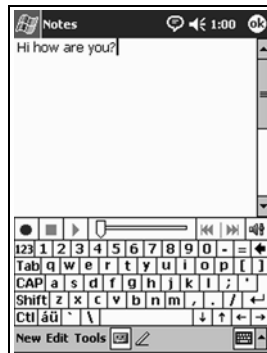 Notes 1:00 ok
Hi how are you?
123 1 2 3 4 5 6 7 8 9 0 - =
Tab q w e r t y u i o p [ ]
CAP a s d f g h j k l ; '
Shift z x c v b n m , . /
Ctl áü ` \
New Edit Tools